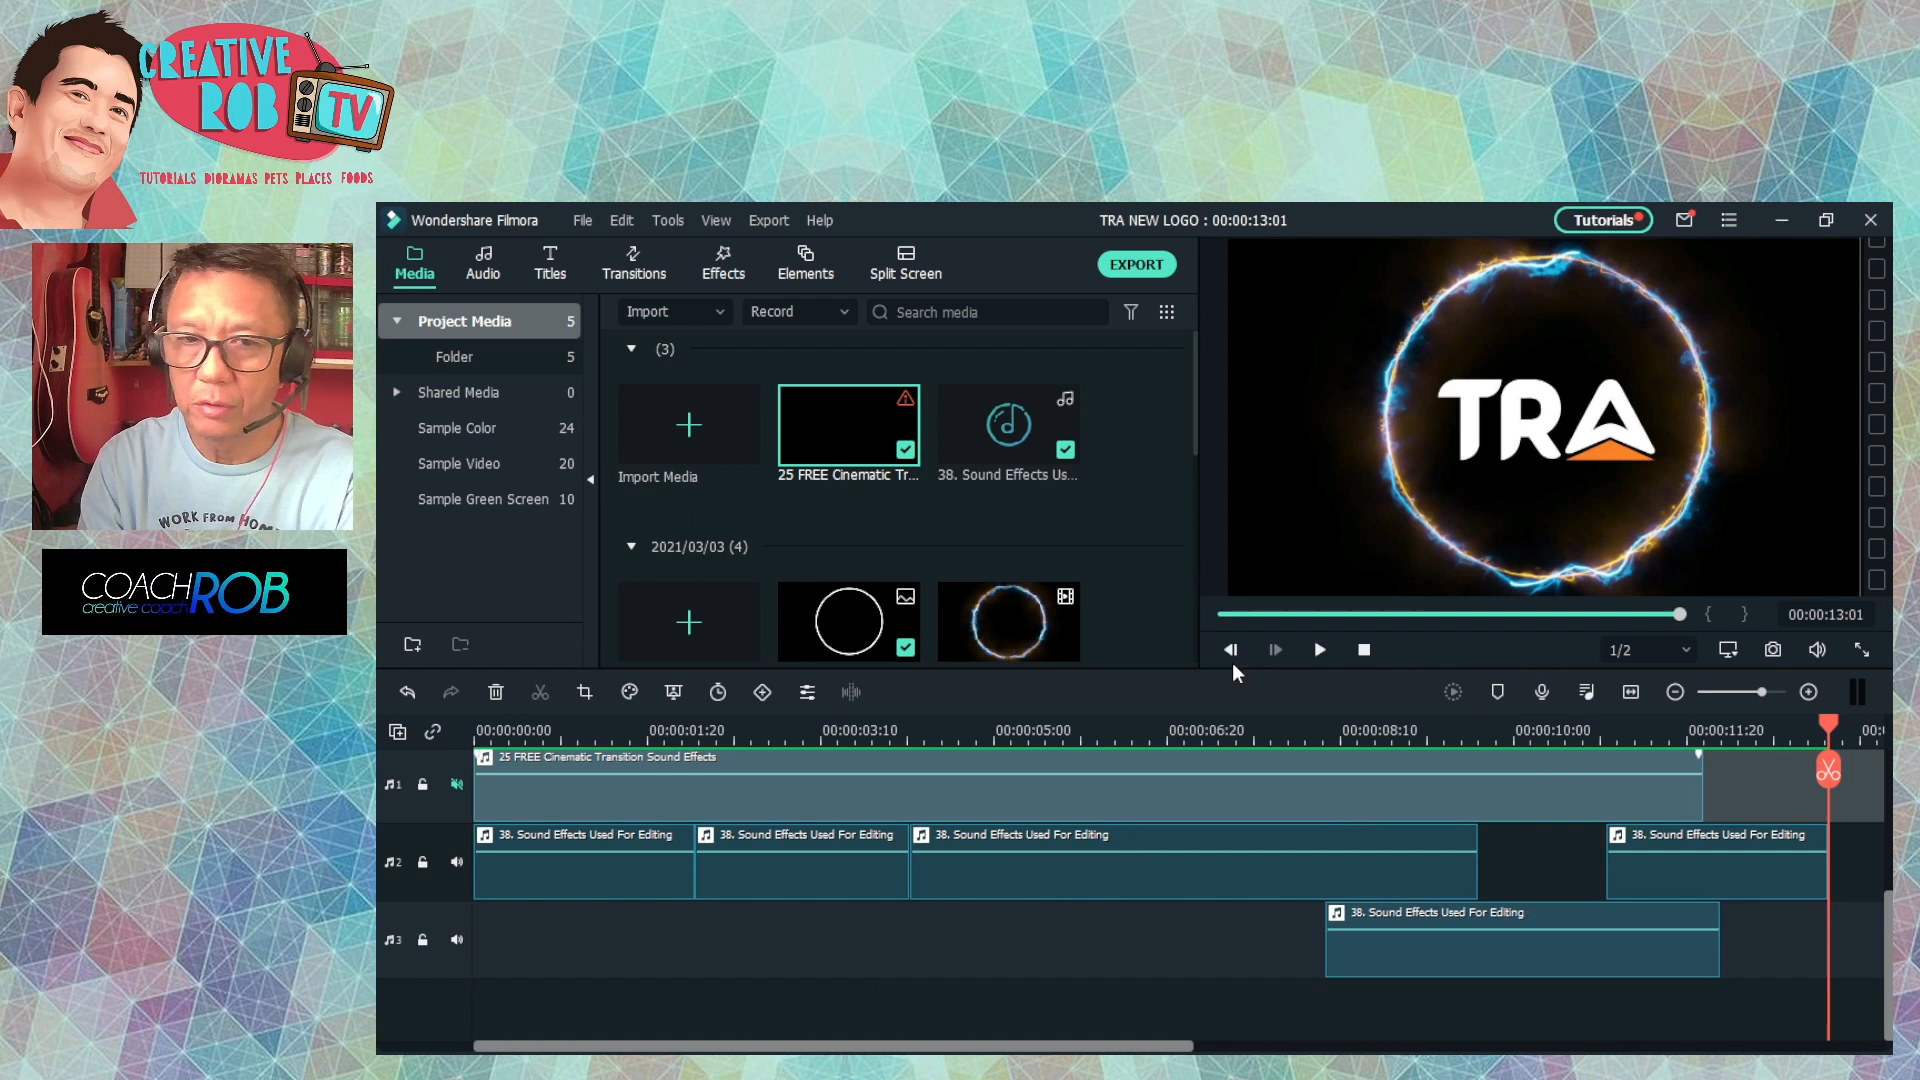 CREATIVE
ROB
TV
TUTORIALS DIORAMAS PETS PLACES FOODS
WORK FROM HOM
COACHROB
creative coach
Wondershare Filmora
File Edit Tools View Export Help
TRA NEW LOGO : 00:00:13:01
Tutorials
Media Audio Titles Transitions Effects Elements Split Screen
EXPORT
Project Media 5
Folder 5
Shared Media 0
Sample Color 24
Sample Video 20
Sample Green Screen 10
Import Record Search media
(3)
Import Media
25 FREE Cinematic Tr...
38. Sound Effects Us...
2021/03/03 (4)
TRA
00:00:13:01
1/2
00:00:00:00 00:00:01:20 00:00:03:10 00:00:05:00 00:00:06:20 00:00:08:10 00:00:10:00 00:00:11:20 00:0
1
25 FREE Cinematic Transition Sound Effects
2
38. Sound Effects Used For Editing
38. Sound Effects Used For Editing
38. Sound Effects Used For Editing
38. Sound Effects Used For Editing
3
38. Sound Effects Used For Editing